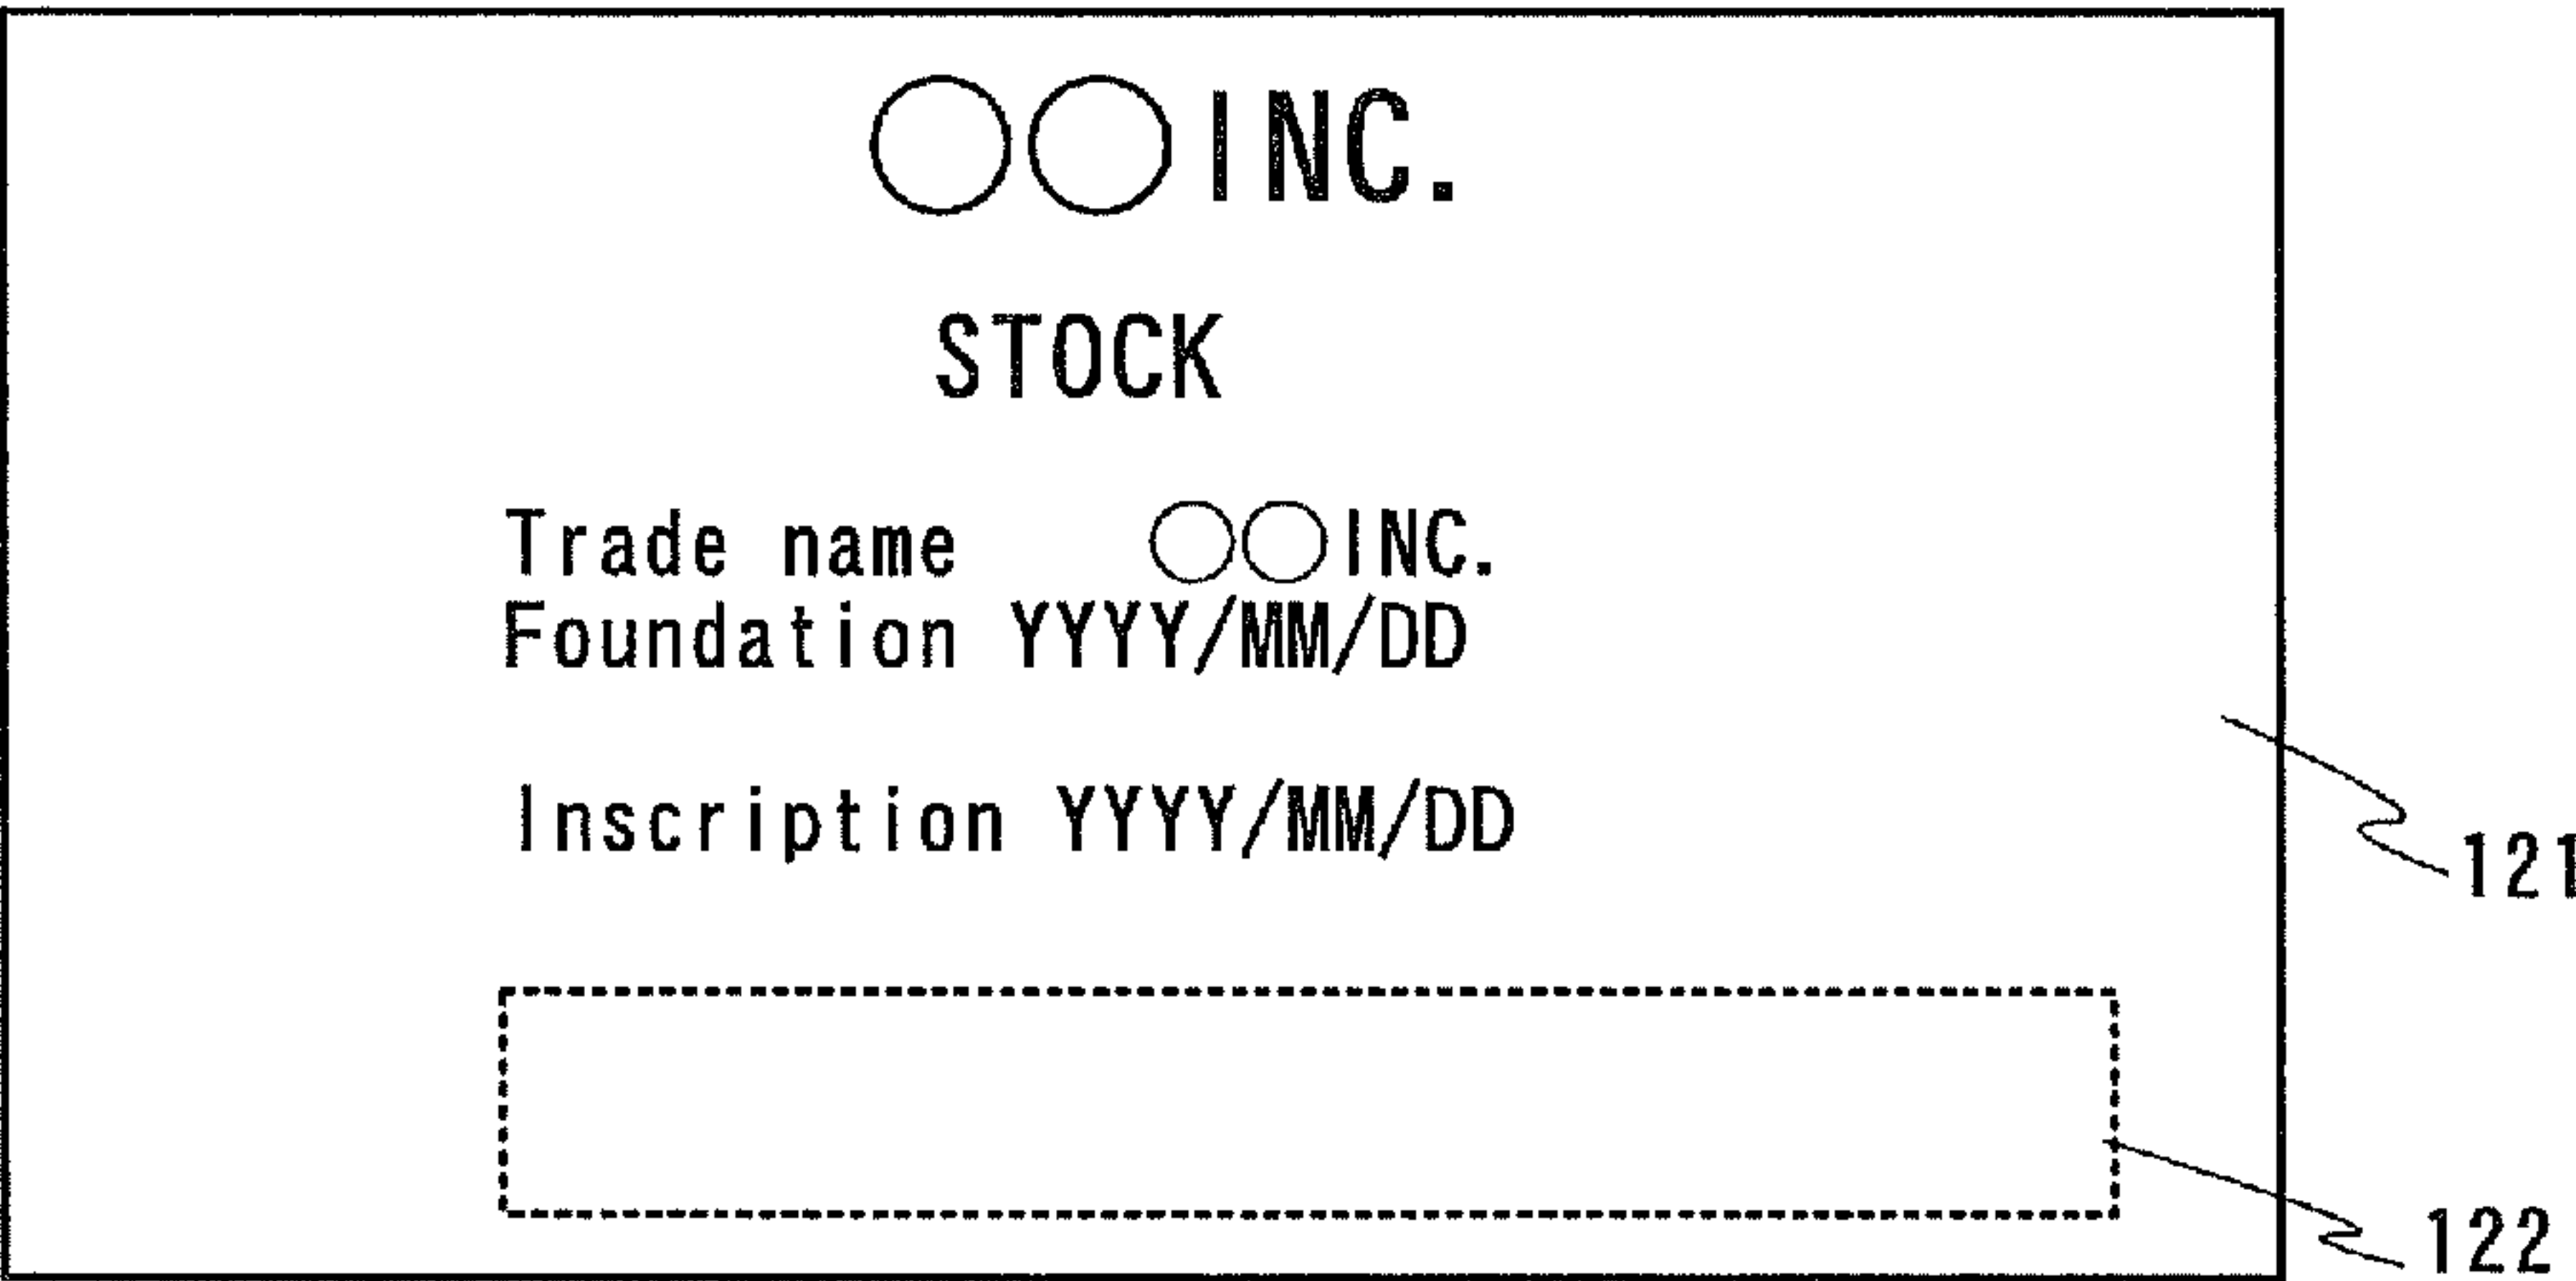 ○○INC.
STOCK
Trade name ○○INC.
Foundation YYYY/MM/DD
Inscription YYYY/MM/DD
121
122